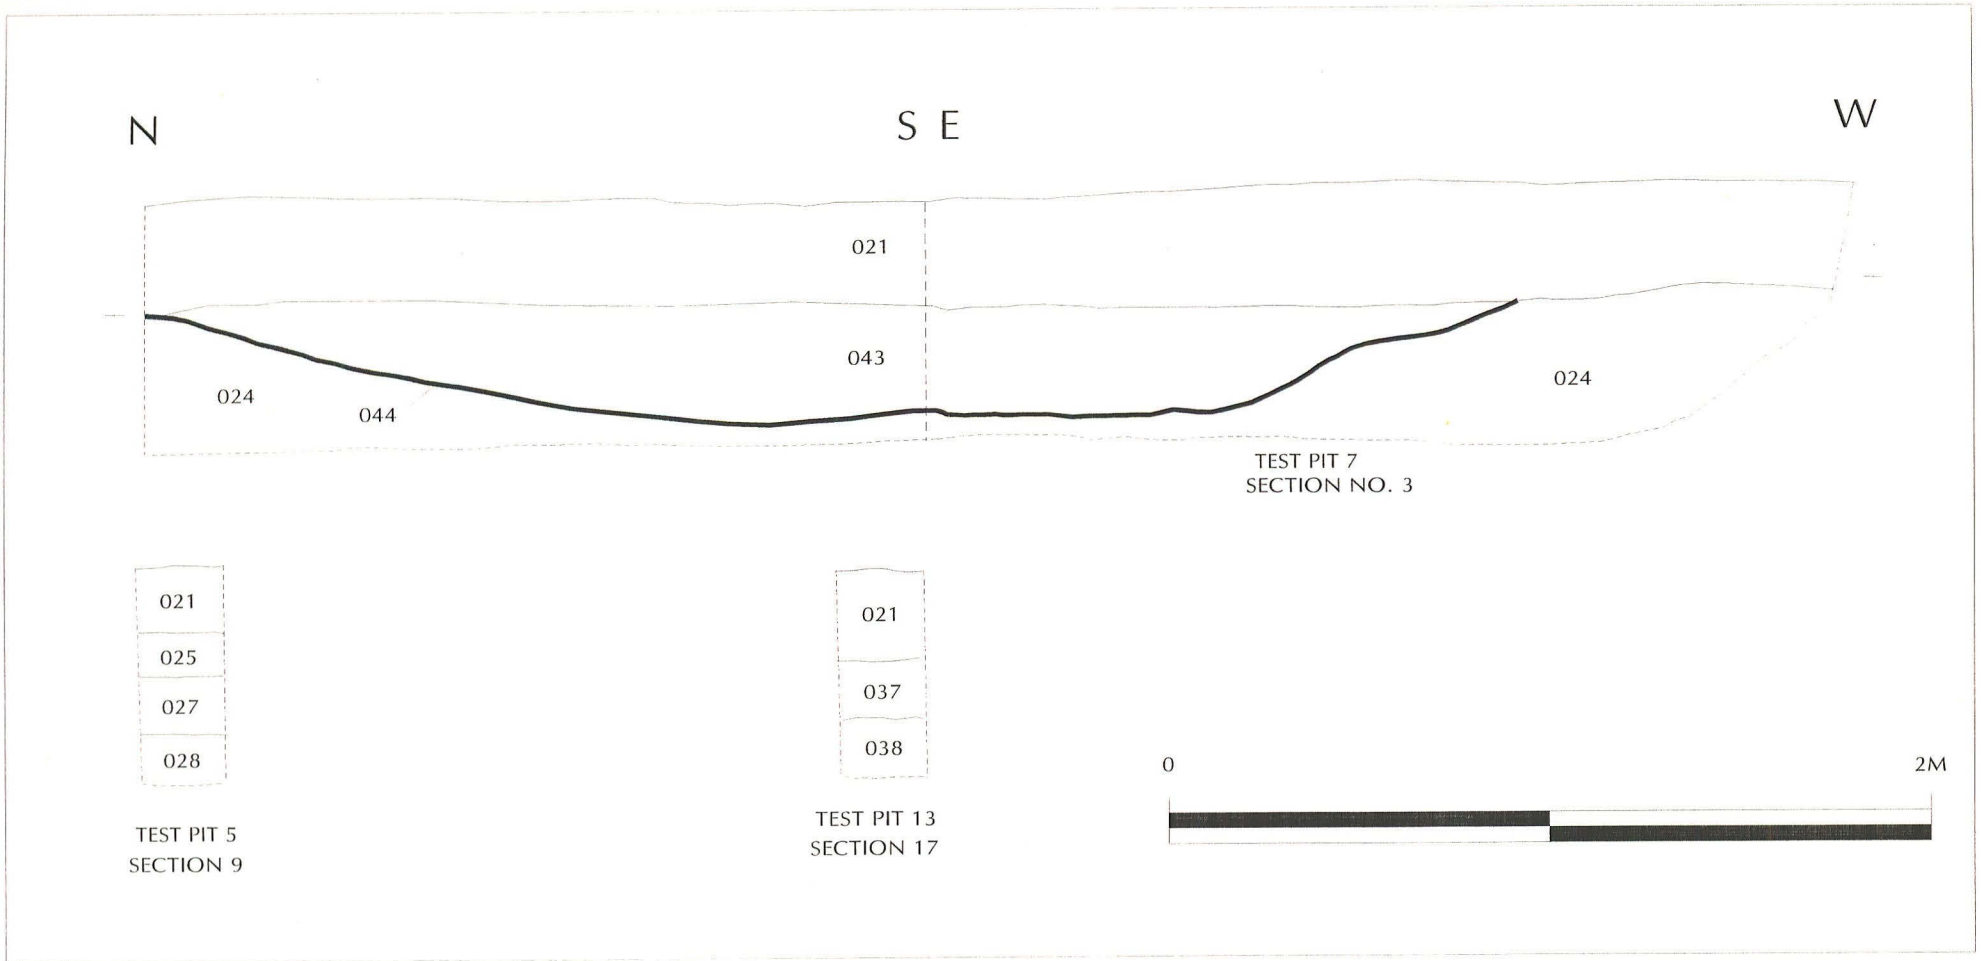 N S E W
021
043
024 044 024
TEST PIT 7
SECTION NO. 3
021
025
027
028
TEST PIT 5
SECTION 9
021
037
038
TEST PIT 13
SECTION 17
0 2M